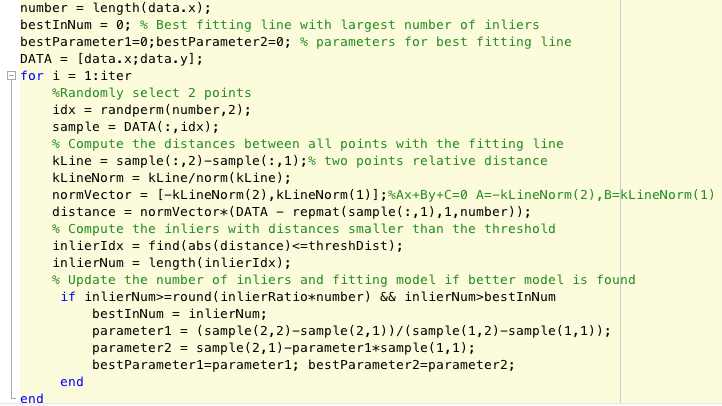 number = length(data.x);
bestInNum = 0; % Best fitting line with largest number of inliers
bestParameter1=0;bestParameter2=0; % parameters for best fitting line
DATA = [data.x;data.y];
for i = 1:iter
%Randomly select 2 points
idx = randperm(number,2);
sample = DATA(:,idx);
% Compute the distances between all points with the fitting line
kLine = sample(:,2)-sample(:,1);% two points relative distance
kLineNorm = kLine/norm(kLine);
normVector = [-kLineNorm(2),kLineNorm(1)];%Ax+By+C=0 A=-kLineNorm(2),B=kLineNorm(1)
distance = normVector*(DATA - repmat(sample(:,1),1,number));
% Compute the inliers with distances smaller than the threshold
inlierIdx = find(abs(distance)<=threshDist);
inlierNum = length(inlierIdx);
% Update the number of inliers and fitting model if better model is found
if inlierNum>=round(inlierRatio*number) && inlierNum>bestInNum
bestInNum = inlierNum;
parameter1 = (sample(2,2)-sample(2,1))/(sample(1,2)-sample(1,1));
parameter2 = sample(2,1)-parameter1*sample(1,1);
bestParameter1=parameter1; bestParameter2=parameter2;
end
end